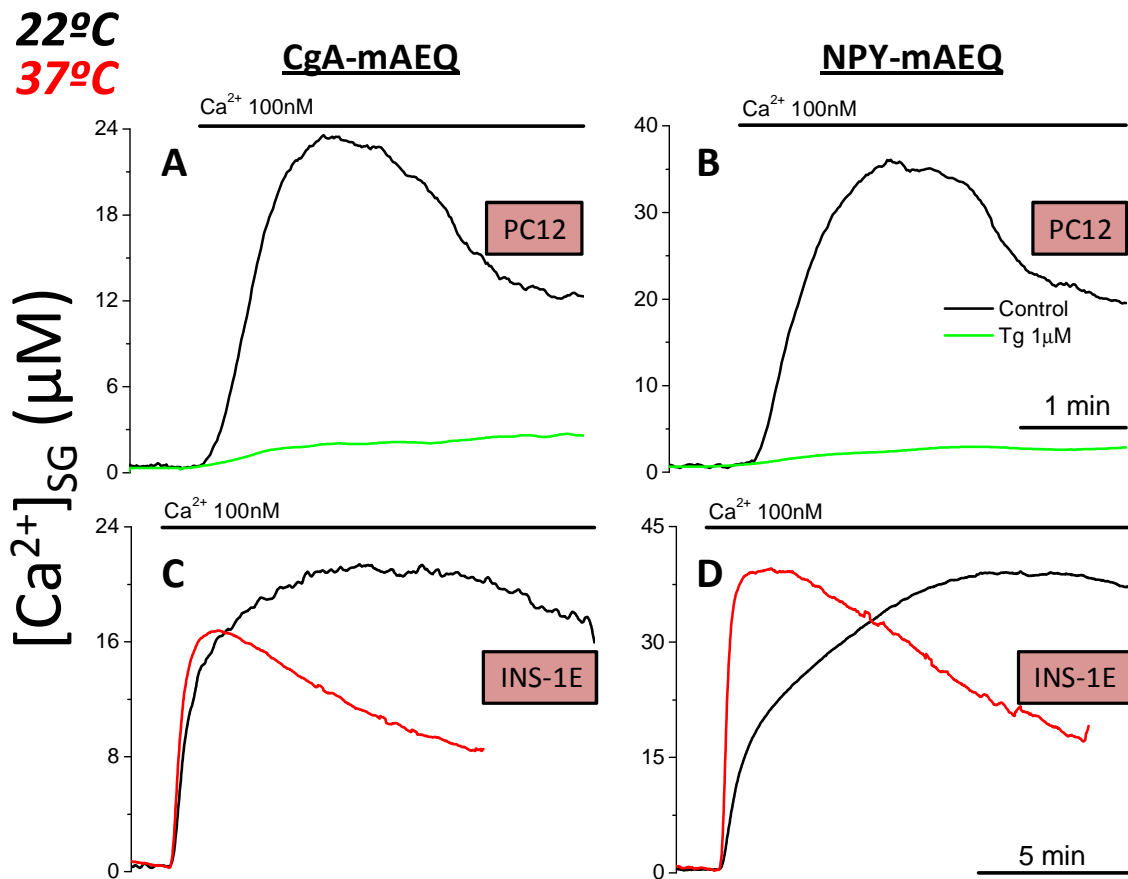 22ºC
37ºC
CgA-mAEQ
NPY-mAEQ
[Ca²⁺]SG (μM)
Ca²⁺ 100nM
24
18
12
6
0
A
PC12
Ca²⁺ 100nM
40
30
20
10
0
B
PC12
Control
Tg 1μM
1 min
Ca²⁺ 100nM
24
16
8
0
C
INS-1E
Ca²⁺ 100nM
45
30
15
0
D
INS-1E
5 min